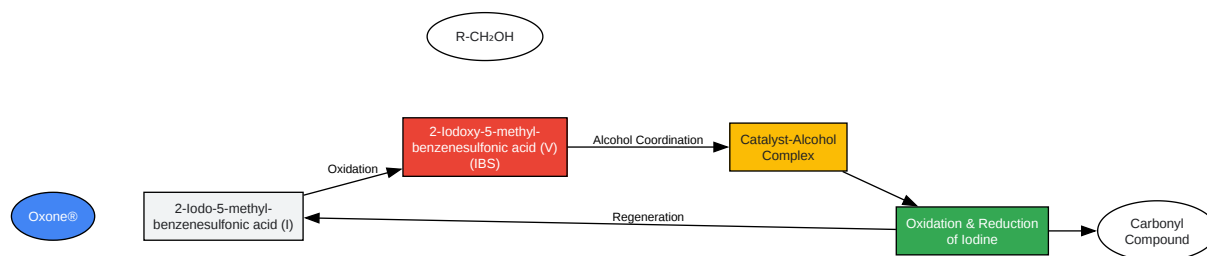 R-CH₂OH
2-Iodoxy-5-methyl-
benzenesulfonic acid (V)
(IBS)
Alcohol Coordination
Catalyst-Alcohol
Complex
Oxidation
Oxone®
2-Iodo-5-methyl-
benzenesulfonic acid (I)
Regeneration
Oxidation & Reduction
of Iodine
Carbonyl
Compound